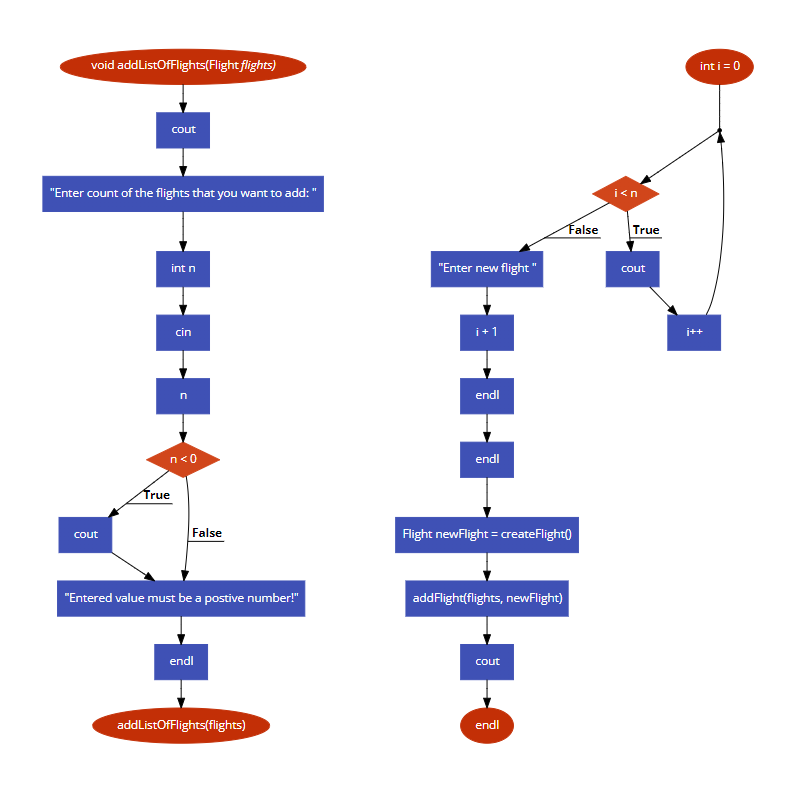 void addListOfFlights(Flight flights)
cout
"Enter count of the flights that you want to add: "
int n
cin
n
n < 0
True
False
cout
"Entered value must be a postive number!"
endl
addListOfFlights(flights)
int i = 0
i < n
False
True
"Enter new flight "
cout
i + 1
i++
endl
endl
Flight newFlight = createFlight()
addFlight(flights, newFlight)
cout
endl